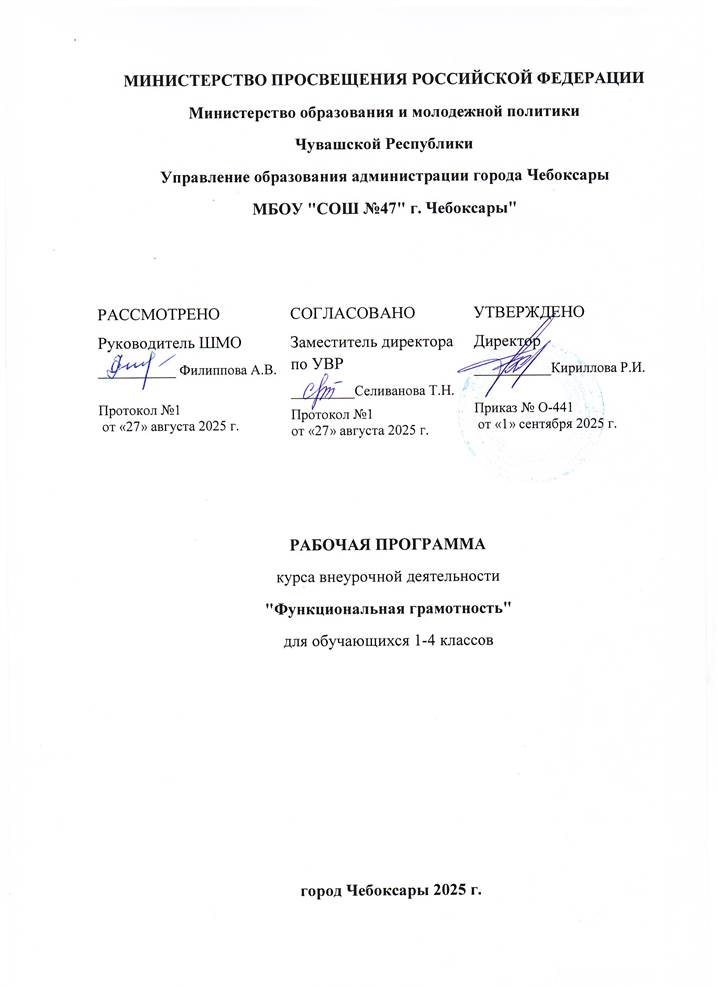 МИНИСТЕРСТВО ПРОСВЕЩЕНИЯ РОССИЙСКОЙ ФЕДЕРАЦИИ
Министерство образования и молодежной политики
Чувашской Республики
Управление образования администрации города Чебоксары
МБОУ "СОШ №47" г. Чебоксары"
РАССМОТРЕНО
Руководитель ШМО
Филиппова А.В.
Протокол №1
от «27» августа 2025 г.
СОГЛАСОВАНО
Заместитель директора
по УВР
Селиванова Т.Н.
Протокол №1
от «27» августа 2025 г.
УТВЕРЖДЕНО
Директор
Кириллова Р.И.
Приказ № О-441
от «1» сентября 2025 г.
РАБОЧАЯ ПРОГРАММА
курса внеурочной деятельности
"Функциональная грамотность"
для обучающихся 1-4 классов
город Чебоксары 2025 г.